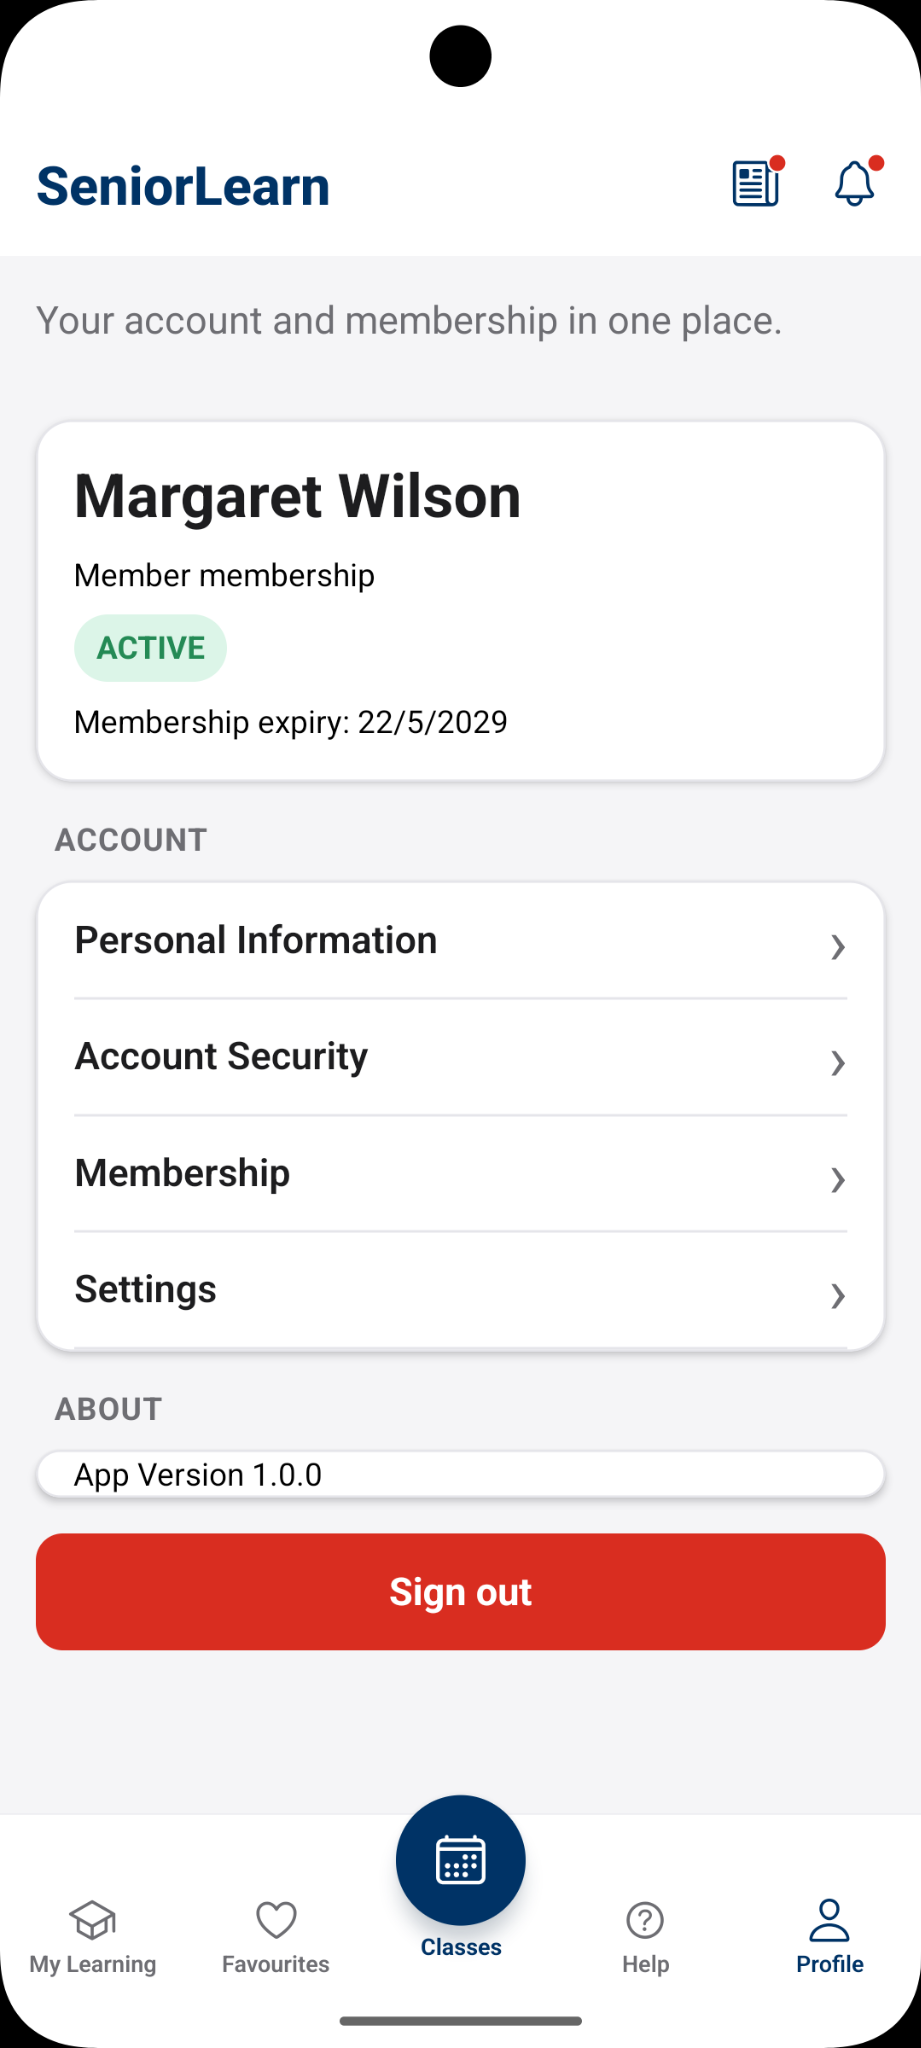 SeniorLearn
Your account and membership in one place.
Margaret Wilson
Member membership
ACTIVE
Membership expiry: 22/5/2029
ACCOUNT
Personal Information
Account Security
Membership
Settings
ABOUT
App Version 1.0.0
Sign out
My Learning
Favourites
Classes
Help
Profile